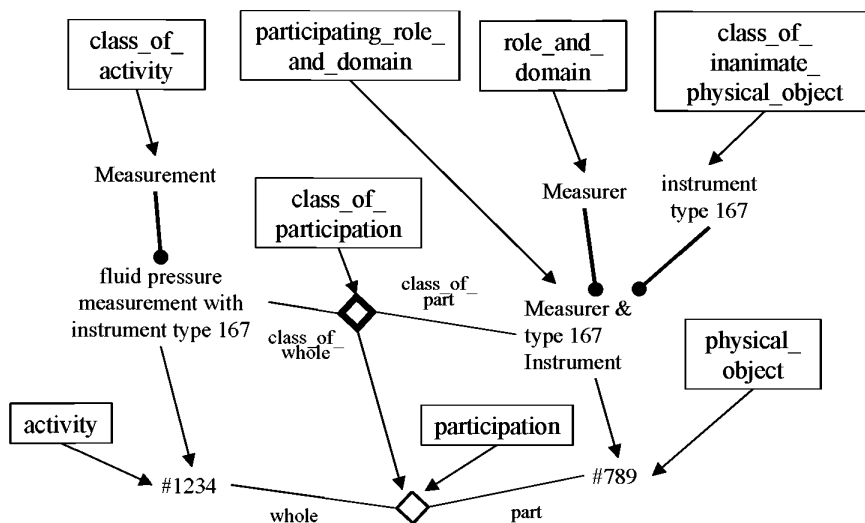 class_of_
activity
participating_role_
and_domain
role_and_
domain
class_of_
inanimate_
physical_object
Measurement
class_of_
participation
Measurer
instrument
type 167
fluid pressure
measurement with
instrument type 167
class_of_
whole
class_of_
part
Measurer &
type 167
Instrument
physical_
object
activity
participation
#1234
#789
whole
part